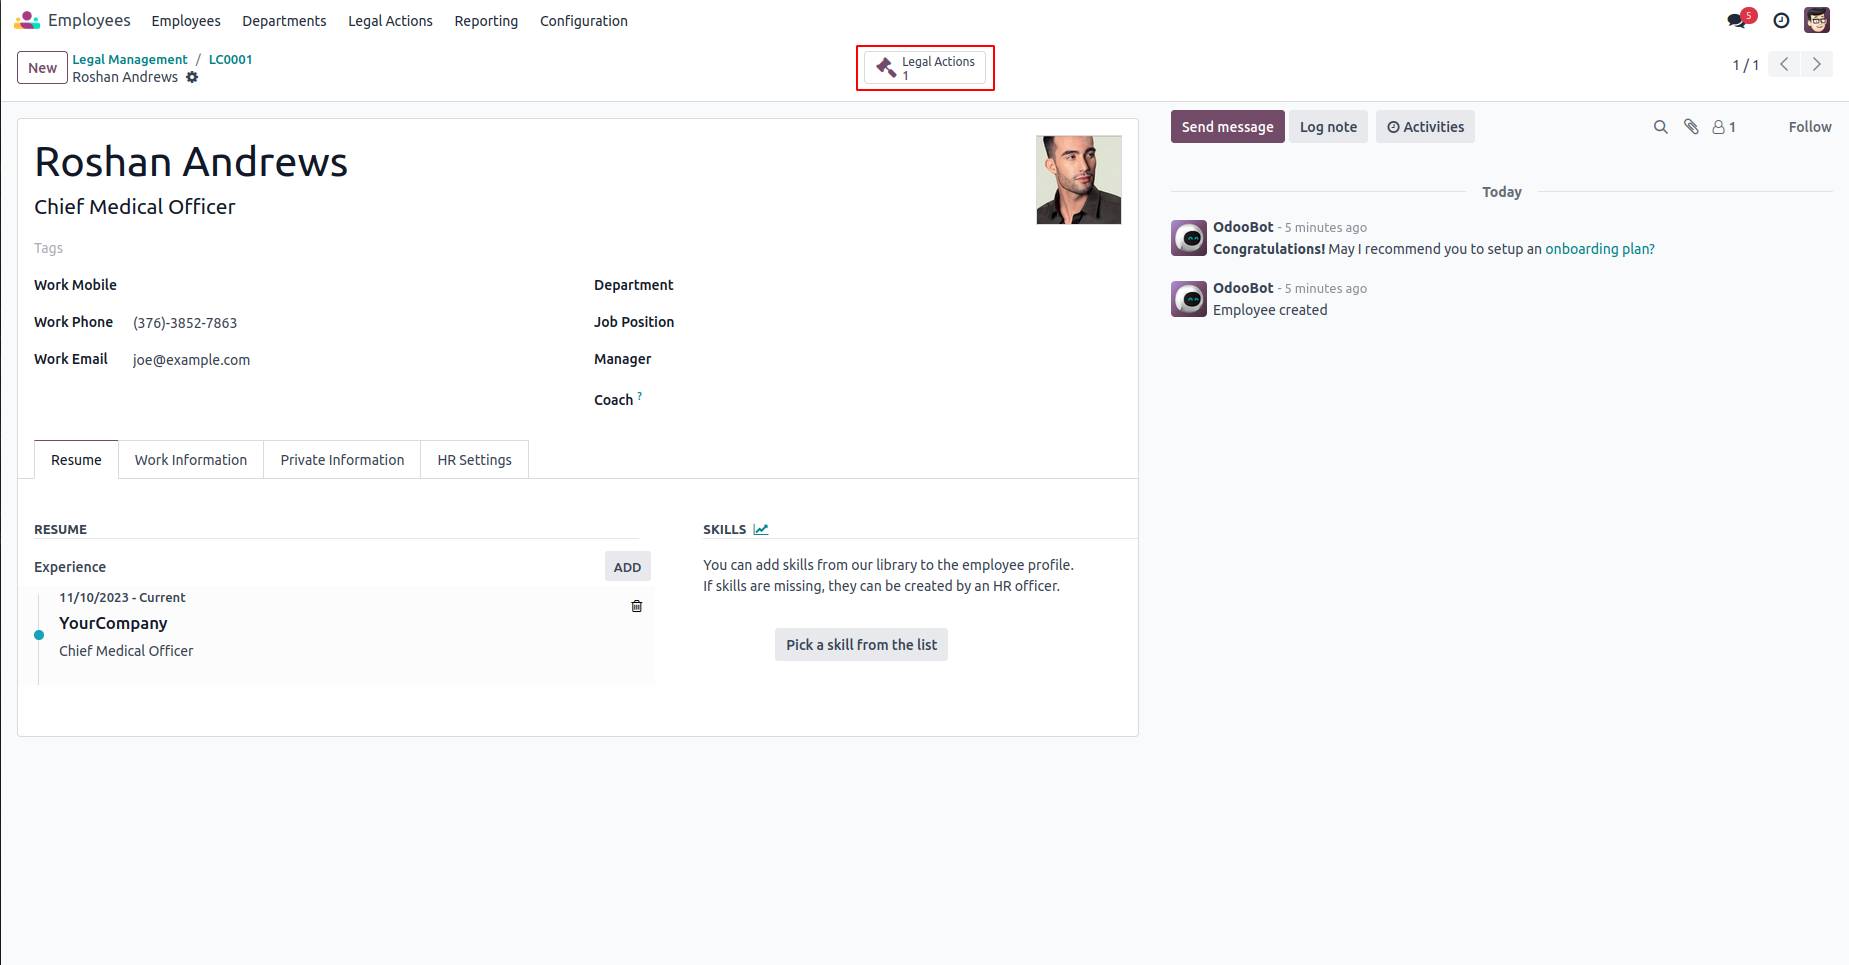 Employees Employees Departments Legal Actions Reporting Configuration 5
New Legal Management / LC0001
Roshan Andrews
Legal Actions
1
1 / 1
Roshan Andrews
Chief Medical Officer
Tags
Work Mobile
Work Phone (376)-3852-7863
Work Email joe@example.com
Department
Job Position
Manager
Coach ?
Resume Work Information Private Information HR Settings
RESUME
Experience ADD
11/10/2023 - Current
YourCompany
Chief Medical Officer
SKILLS
You can add skills from our library to the employee profile.
If skills are missing, they can be created by an HR officer.
Pick a skill from the list
Send message Log note Activities 1 Follow
Today
OdooBot - 5 minutes ago
Congratulations! May I recommend you to setup an onboarding plan?
OdooBot - 5 minutes ago
Employee created